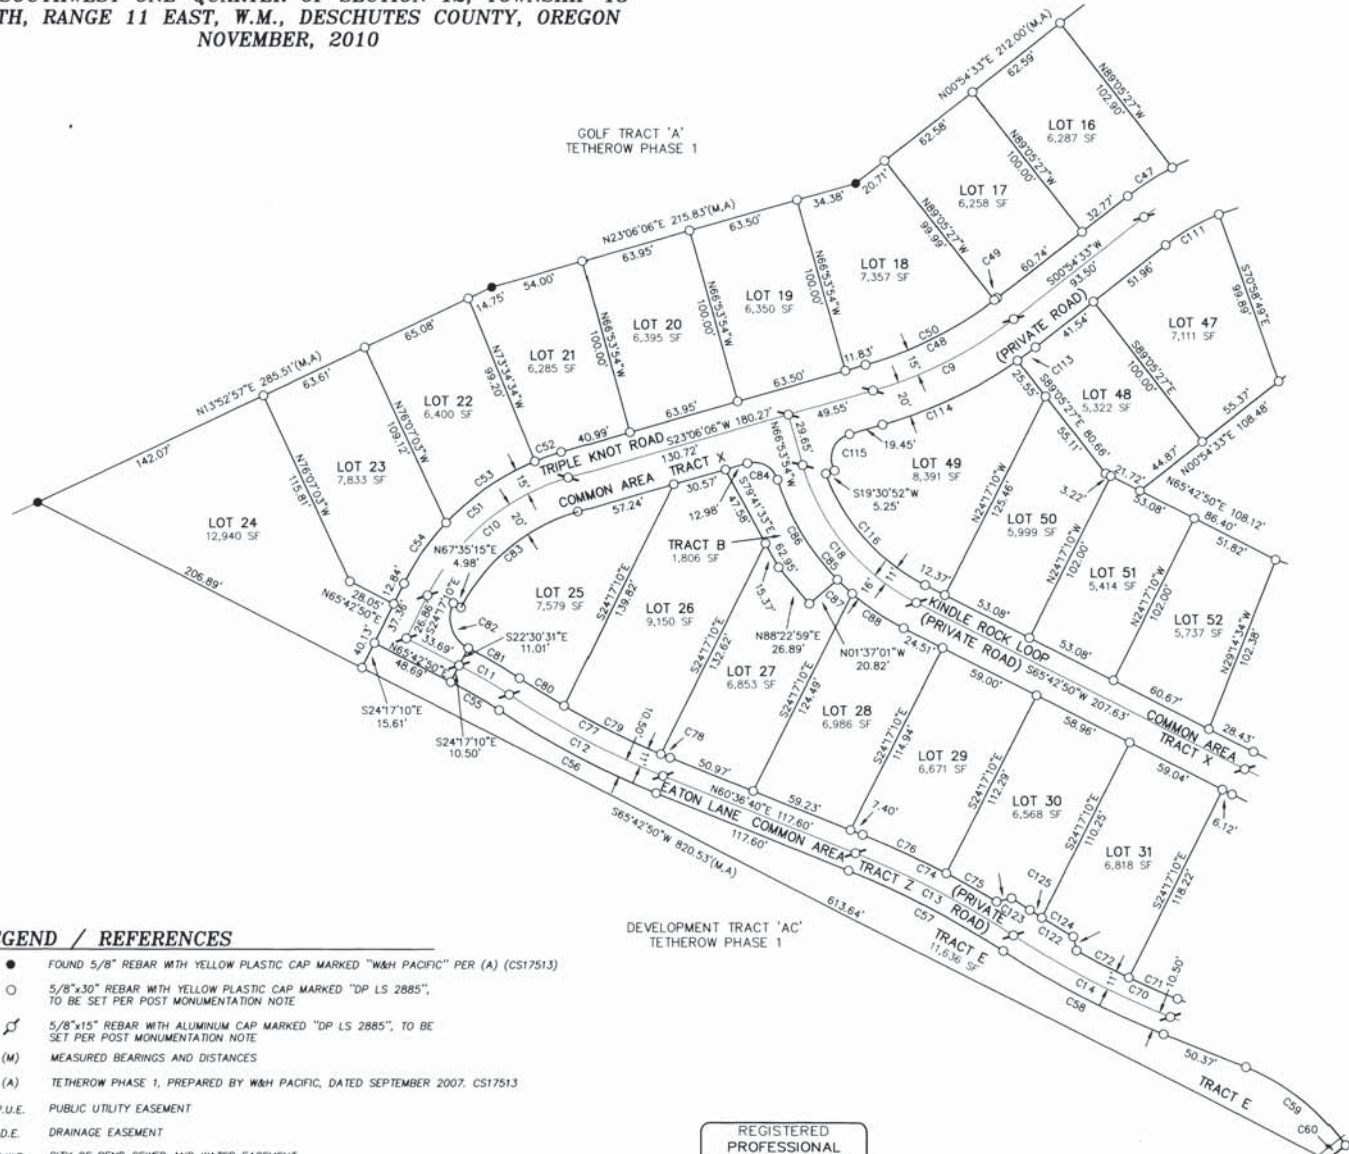 SOUTHWEST ONE-QUARTER OF SECTION 12, TOWNSHIP 18
TH, RANGE 11 EAST, W.M., DESCHUTES COUNTY, OREGON
NOVEMBER, 2010
GOLF TRACT 'A'
TETHEROW PHASE 1
N00°54'33"E 212.00'(M,A)
62.59'
62.58'
20.71'
N89°05'27"W
102.90'
LOT 16
6,287 SF
N89°05'27"W
100.00'
C47
32.77'
LOT 17
6,258 SF
N89°05'27"W
99.99'
C49
60.74'
S00°54'33"W
93.50'
34.38'
N23°06'06"E 215.83'(M,A)
63.50'
63.95'
54.00'
14.75'
LOT 18
7,357 SF
N66°53'54"W
100.00'
C50
C48
C9
15'
20'
11.83'
LOT 19
6,350 SF
N66°53'54"W
100.00'
63.50'
LOT 20
6,395 SF
N66°53'54"W
100.00'
63.95'
LOT 21
6,285 SF
N73°34'34"W
99.20'
40.99'
C52
65.08'
N13°52'57"E 285.51'(M,A)
63.61'
142.07'
LOT 22
6,400 SF
N76°07'03"W
109.12'
C53
LOT 23
7,833 SF
N76°07'03"W
115.81'
C54
LOT 24
12,940 SF
206.89'
28.05'
N65°42'50"E
12.84'
37.36'
40.13'
TRIPLE KNOT ROAD
S23°06'06"W 180.27'
130.72'
49.55'
(PRIVATE ROAD)
COMMON AREA TRACT X
15'
20'
C51
C10
C83
57.24'
30.57'
12.98'
C111
51.96'
41.54'
C113
C114
19.45'
C115
S70°58'49"E
99.89'
LOT 47
7,111 SF
S89°05'27"E
100.00'
LOT 48
5,322 SF
55.37'
44.87'
N00°54'33"E 108.48'
25.55'
S89°05'27"E 80.66'
55.11'
LOT 49
8,391 SF
S19°30'52"W
5.25'
C116
29.65'
N66°53'54"W
C84
S19°41'33"E
47.58'
C86
62.95'
15.37'
TRACT B
1,806 SF
C85
C18
16'
11'
C87
N88°22'59"E
26.89'
N01°37'01"W
20.82'
C88
24.51'
12.37'
N24°17'10"W
125.46'
LOT 50
5,999 SF
3.22'
21.72'
N65°42'50"E 108.12'
53.08'
86.40'
51.82'
N24°17'10"W
102.00'
LOT 51
5,414 SF
N24°17'10"W
102.00'
LOT 52
5,737 SF
N29°14'34"W
102.38'
53.08'
53.08'
60.67'
28.43'
KINDLE ROCK LOOP
(PRIVATE ROAD) S65°42'50"W 207.63'
COMMON AREA
TRACT X
N67°35'15"E
4.98'
26.86'
S24°17'10"E
33.69'
N65°42'50"E
48.69'
C82
S22°30'31"E
11.01'
C81
C11
C55
S24°17'10"E
15.61'
S24°17'10"E
10.50'
LOT 25
7,579 SF
S24°17'10"E
139.82'
C80
C77
C79
C12
C56
10.50'
11'
C78
LOT 26
9,150 SF
S24°17'10"E
132.62'
LOT 27
6,853 SF
S24°17'10"E
124.49'
50.97'
LOT 28
6,986 SF
S24°17'10"E
114.94'
59.23'
7.40'
LOT 29
6,671 SF
59.00'
S24°17'10"E
112.29'
C76
LOT 30
6,568 SF
58.96'
S24°17'10"E
110.25'
LOT 31
6,818 SF
59.04'
6.12'
S24°17'10"E
118.22'
N60°36'40"E 117.60'
EATON LANE COMMON AREA TRACT Z
(PRIVATE
ROAD)
117.60'
S65°42'50"W 820.53'(M,A)
613.64'
C74
C75
C13
C57
C123
C125
C124
C122
C72
C71
C70
10.50'
11'
C14
C58
TRACT E
11,636 SF
50.37'
TRACT E
C59
C60
DEVELOPMENT TRACT 'AC'
TETHEROW PHASE 1
GEND / REFERENCES
FOUND 5/8" REBAR WITH YELLOW PLASTIC CAP MARKED "W&H PACIFIC" PER (A) (CS17513)
5/8"x30" REBAR WITH YELLOW PLASTIC CAP MARKED "DP LS 2885",
TO BE SET PER POST MONUMENTATION NOTE
5/8"x15" REBAR WITH ALUMINUM CAP MARKED "DP LS 2885", TO BE
SET PER POST MONUMENTATION NOTE
(M) MEASURED BEARINGS AND DISTANCES
(A) TETHEROW PHASE 1, PREPARED BY W&H PACIFIC, DATED SEPTEMBER 2007. CS17513
P.U.E. PUBLIC UTILITY EASEMENT
D.E. DRAINAGE EASEMENT
CITY OF BEND SEWER AND WATER EASEMENT
REGISTERED
PROFESSIONAL